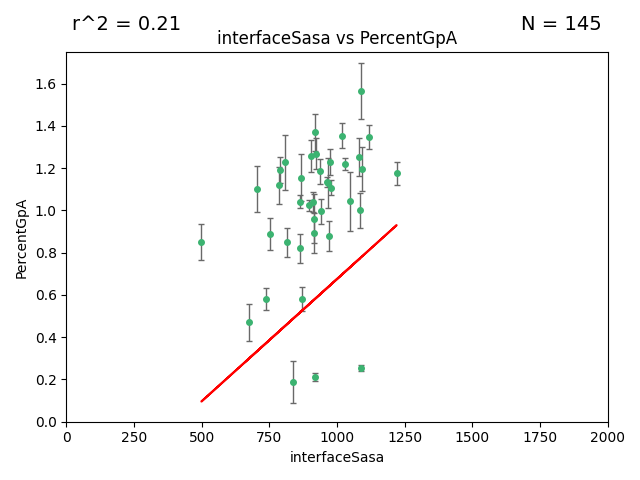 r^2 = 0.21
N = 145
interfaceSasa vs PercentGpA
PercentGpA
1.6
1.4
1.2
1.0
0.8
0.6
0.4
0.2
0.0
0 250 500 750 1000 1250 1500 1750 2000
interfaceSasa